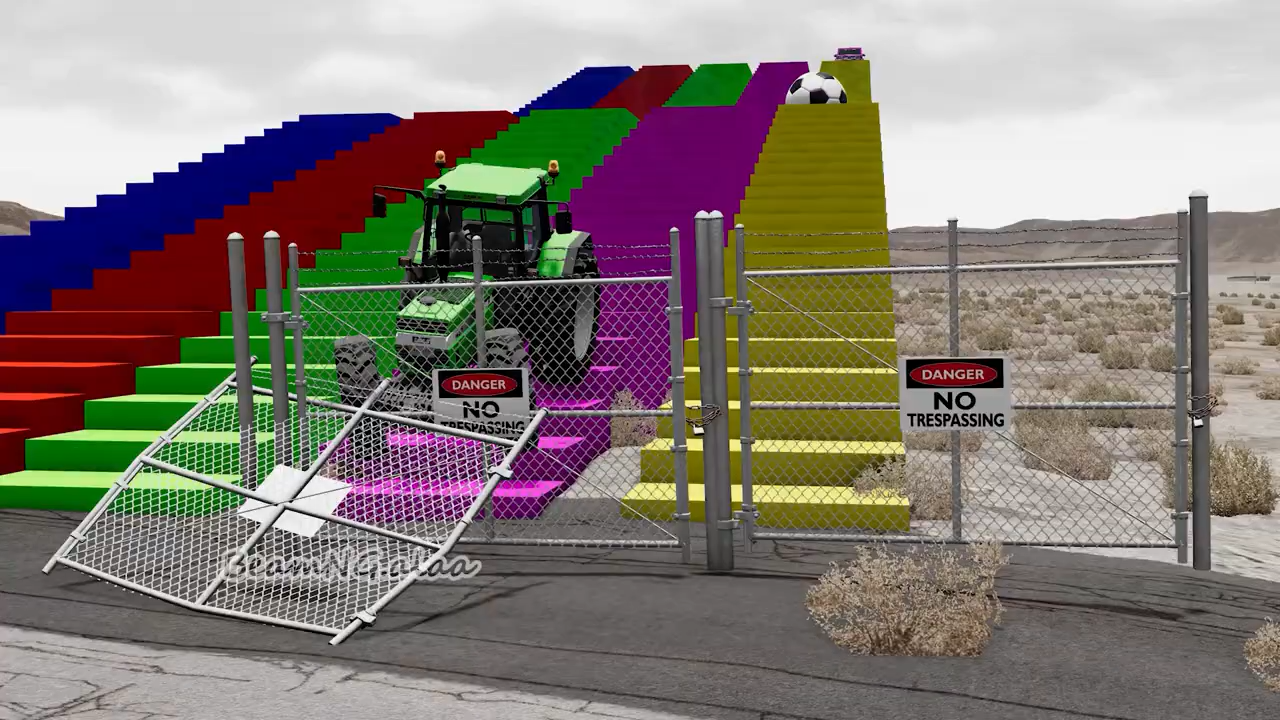 DANGER
NO
TRESPASSING
DANGER
NO
TRESPASSING
BeamNGalaa